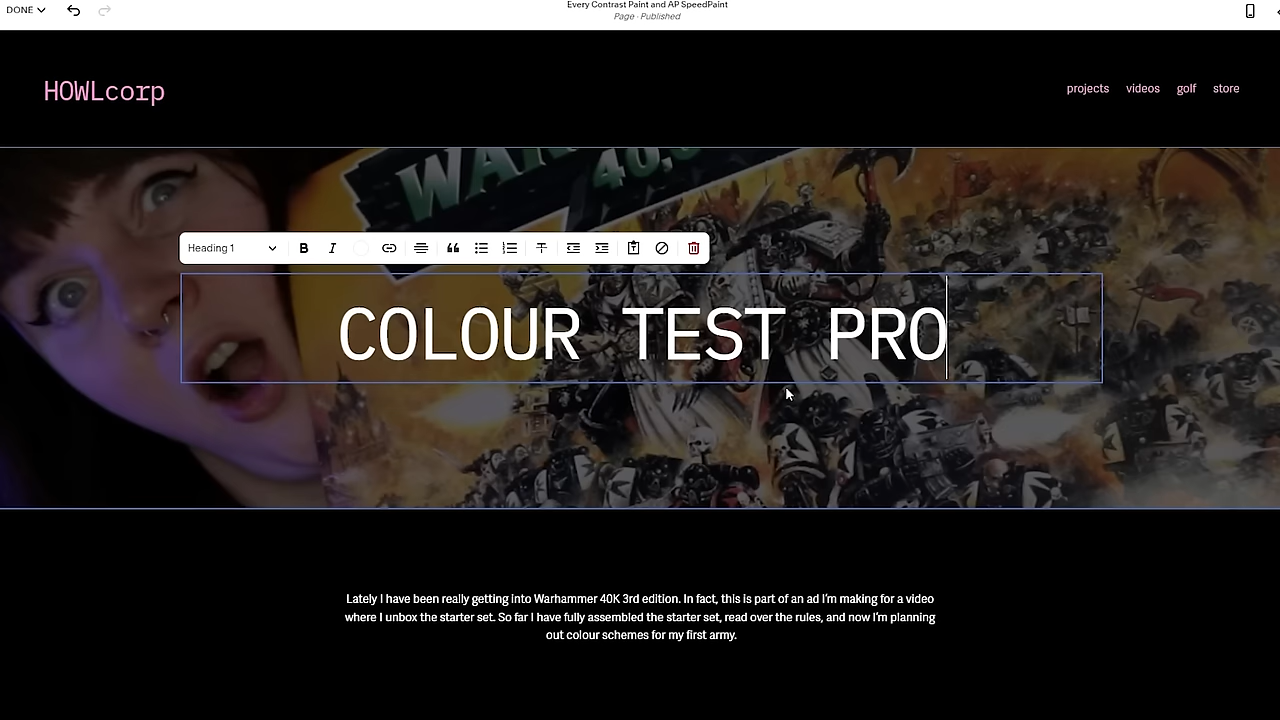 DONE
Every Contrast Paint and AP SpeedPaint
Page · Published
HOWLcorp
projects videos golf store
40.
Heading 1
COLOUR TEST PRO
Lately I have been really getting into Warhammer 40K 3rd edition. In fact, this is part of an ad I'm making for a video
where I unbox the starter set. So far I have fully assembled the starter set, read over the rules, and now I'm planning
out colour schemes for my first army.